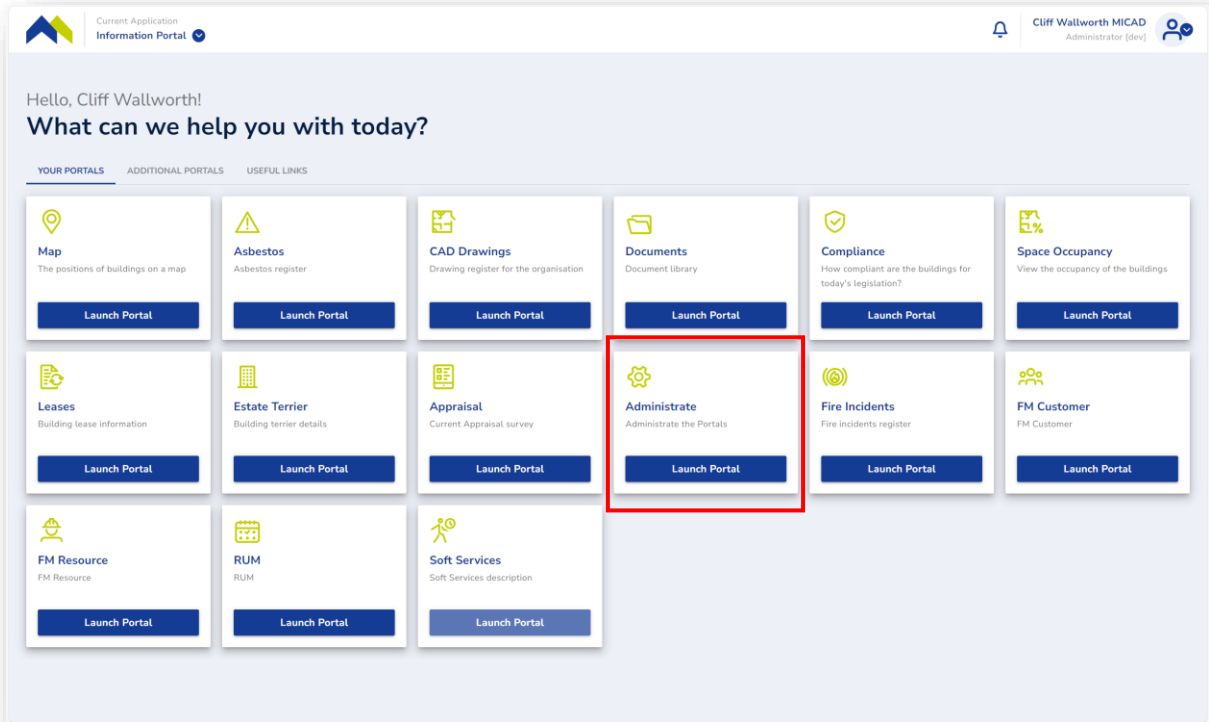 Current Application
Information Portal
Cliff Wallworth MICAD
Administrator [dev]
Hello, Cliff Wallworth!
What can we help you with today?
YOUR PORTALS
ADDITIONAL PORTALS
USEFUL LINKS
Map
The positions of buildings on a map
Launch Portal
Asbestos
Asbestos register
Launch Portal
CAD Drawings
Drawing register for the organisation
Launch Portal
Documents
Document library
Launch Portal
Compliance
How compliant are the buildings for
today's legislation?
Launch Portal
Space Occupancy
View the occupancy of the buildings
Launch Portal
Leases
Building lease information
Launch Portal
Estate Terrier
Building terrier details
Launch Portal
Appraisal
Current Appraisal survey
Launch Portal
Administrate
Administrate the Portals
Launch Portal
Fire Incidents
Fire incidents register
Launch Portal
FM Customer
FM Customer
Launch Portal
FM Resource
FM Resource
Launch Portal
RUM
RUM
Launch Portal
Soft Services
Soft Services description
Launch Portal